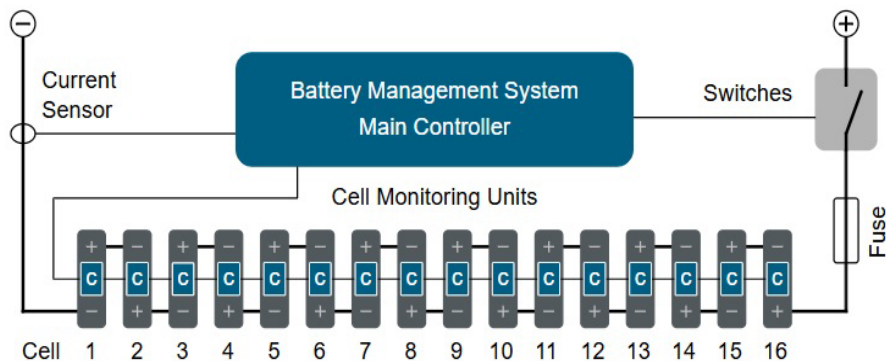 − +
Current
Sensor
Battery Management System
Main Controller
Switches
Cell Monitoring Units
Fuse
+ − + − + − + − + − + − + − + −
C C C C C C C C C C C C C C C C
− + − + − + − + − + − + − + − +
Cell 1 2 3 4 5 6 7 8 9 10 11 12 13 14 15 16